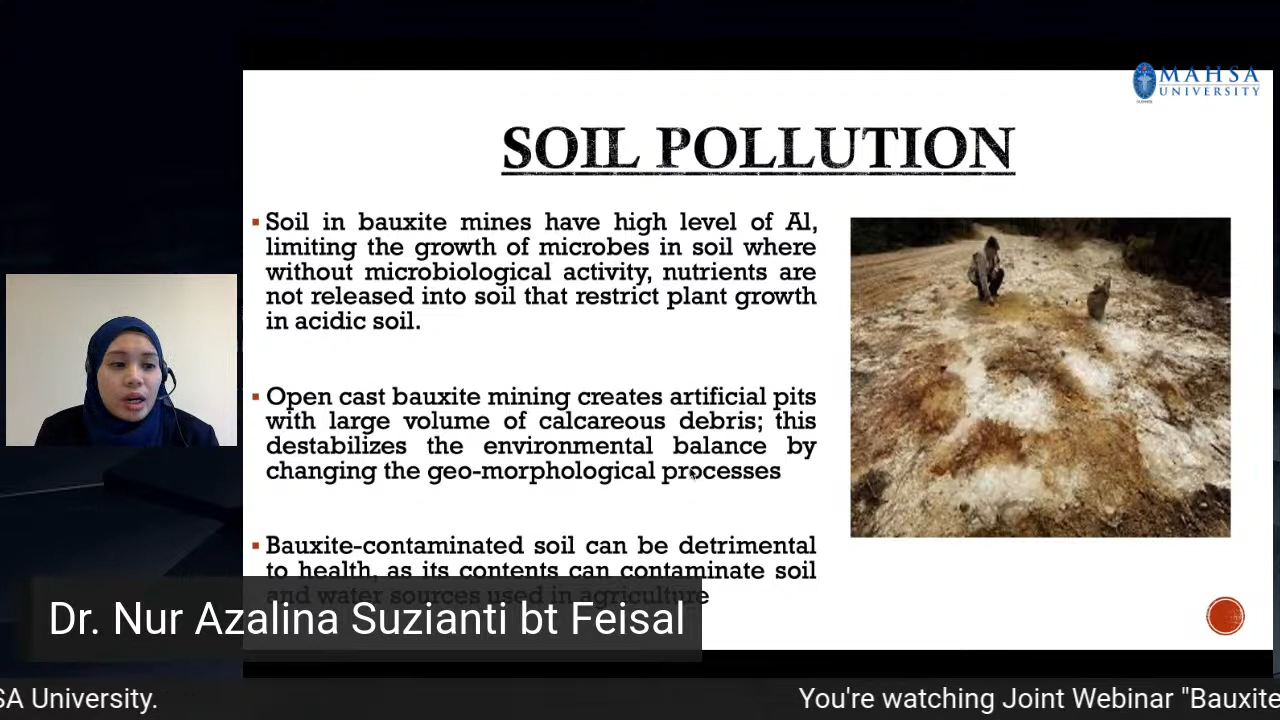 MAHSA
UNIVERSITY
SOIL POLLUTION
Soil in bauxite mines have high level of Al,
limiting the growth of microbes in soil where
without microbiological activity, nutrients are
not released into soil that restrict plant growth
in acidic soil.
Open cast bauxite mining creates artificial pits
with large volume of calcareous debris; this
destabilizes the environmental balance by
changing the geo-morphological processes
Bauxite-contaminated soil can be detrimental
to health, as its contents can contaminate soil
and water sources used in agriculture
Dr. Nur Azalina Suzianti bt Feisal
SA University. You're watching Joint Webinar "Bauxite